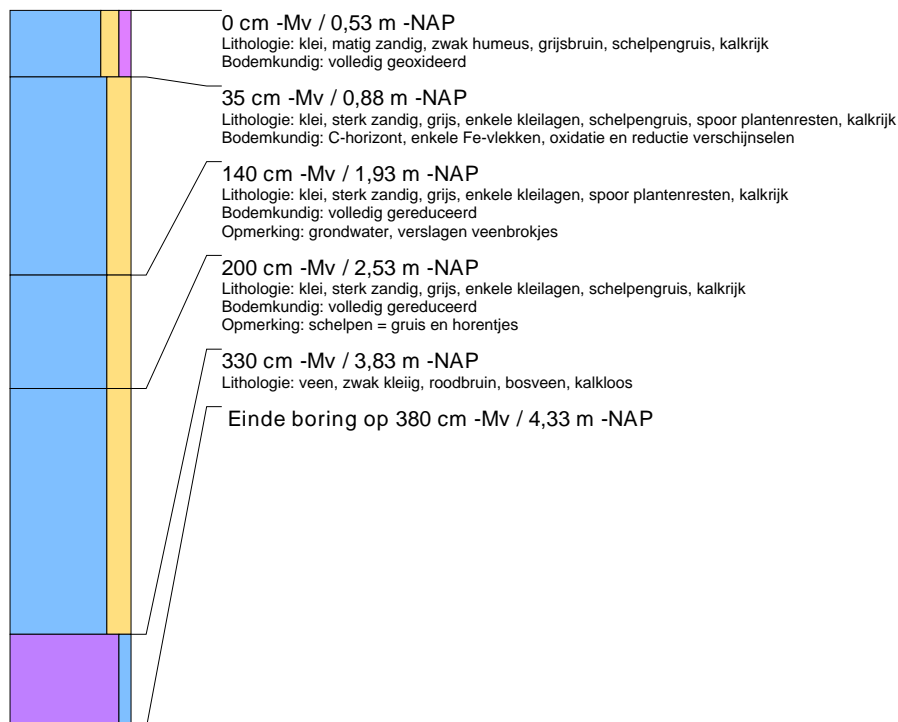 0 cm -Mv / 0,53 m -NAP
Lithologie: klei, matig zandig, zwak humeus, grijsbruin, schelpengruis, kalkrijk
Bodemkundig: volledig geoxideerd
35 cm -Mv / 0,88 m -NAP
Lithologie: klei, sterk zandig, grijs, enkele kleilagen, schelpengruis, spoor plantenresten, kalkrijk
Bodemkundig: C-horizont, enkele Fe-vlekken, oxidatie en reductie verschijnselen
140 cm -Mv / 1,93 m -NAP
Lithologie: klei, sterk zandig, grijs, enkele kleilagen, spoor plantenresten, kalkrijk
Bodemkundig: volledig gereduceerd
Opmerking: grondwater, verslagen veenbrokjes
200 cm -Mv / 2,53 m -NAP
Lithologie: klei, sterk zandig, grijs, enkele kleilagen, schelpengruis, kalkrijk
Bodemkundig: volledig gereduceerd
Opmerking: schelpen = gruis en horentjes
330 cm -Mv / 3,83 m -NAP
Lithologie: veen, zwak kleiig, roodbruin, bosveen, kalkloos
Einde boring op 380 cm -Mv / 4,33 m -NAP